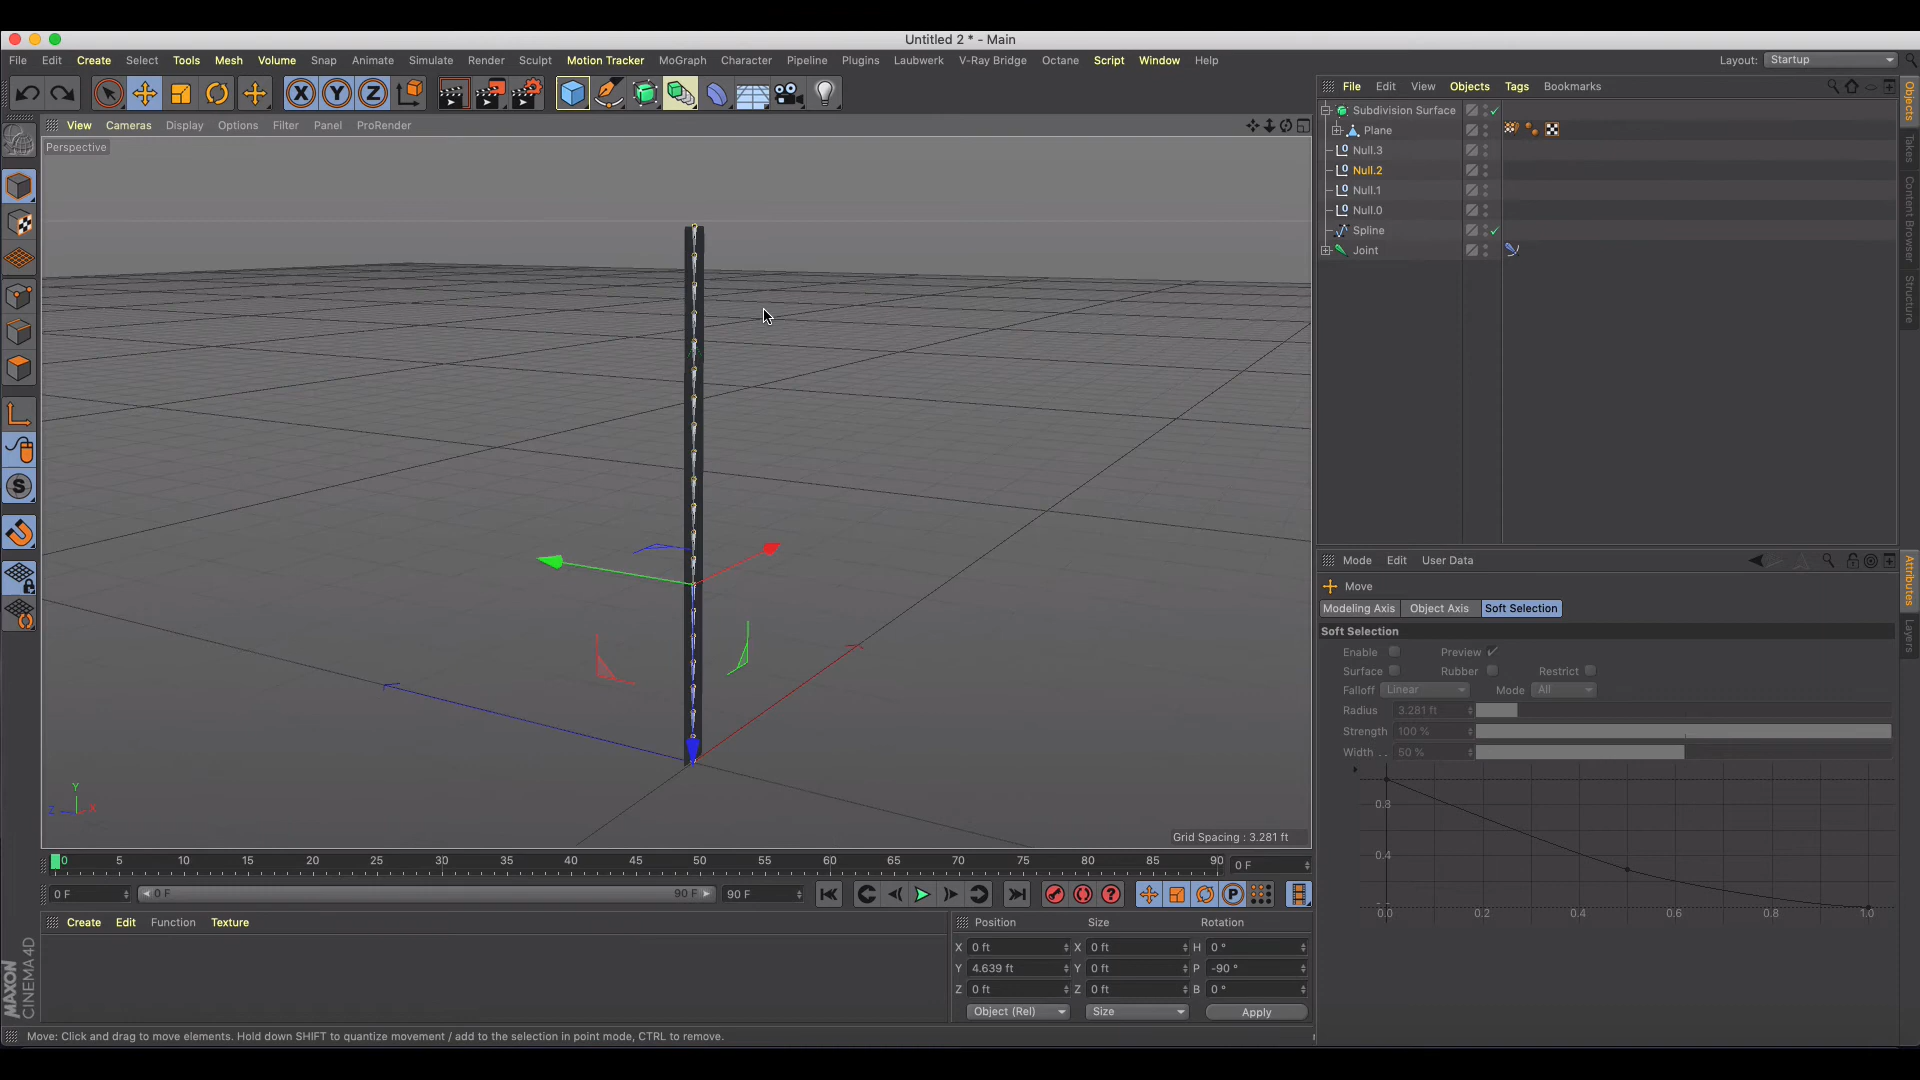 Untitled 2 * - Main
File Edit Create Select Tools Mesh Volume Snap Animate Simulate Render Sculpt Motion Tracker MoGraph Character Pipeline Plugins Laubwerk V-Ray Bridge Octane Script Window Help Layout: Startup
X Y Z
File Edit View Objects Tags Bookmarks
View Cameras Display Options Filter Panel ProRender
Perspective
Subdivision Surface
Plane
Null.3
Null.2
Null.1
Null.0
Spline
Joint
Objects
Takes
Content Browser
Structure
Mode Edit User Data
Move
Modeling Axis Object Axis Soft Selection
Soft Selection
Enable Preview
Surface Rubber Restrict
Falloff Linear Mode All
Radius 3.281 ft
Strength 100 %
Width . . 50 %
0.8
0.4
0.0 0.2 0.4 0.6 0.8 1.0
Attributes
Layers
S
Y
Z X
Grid Spacing : 3.281 ft
0 5 10 15 20 25 30 35 40 45 50 55 60 65 70 75 80 85 90 0 F
0 F 0 F 90 F 90 F P
Create Edit Function Texture
Position Size Rotation
X 0 ft X 0 ft H 0 °
Y 4.639 ft Y 0 ft P -90 °
Z 0 ft Z 0 ft B 0 °
Object (Rel) Size Apply
MAXON
CINEMA 4D
Move: Click and drag to move elements. Hold down SHIFT to quantize movement / add to the selection in point mode, CTRL to remove.